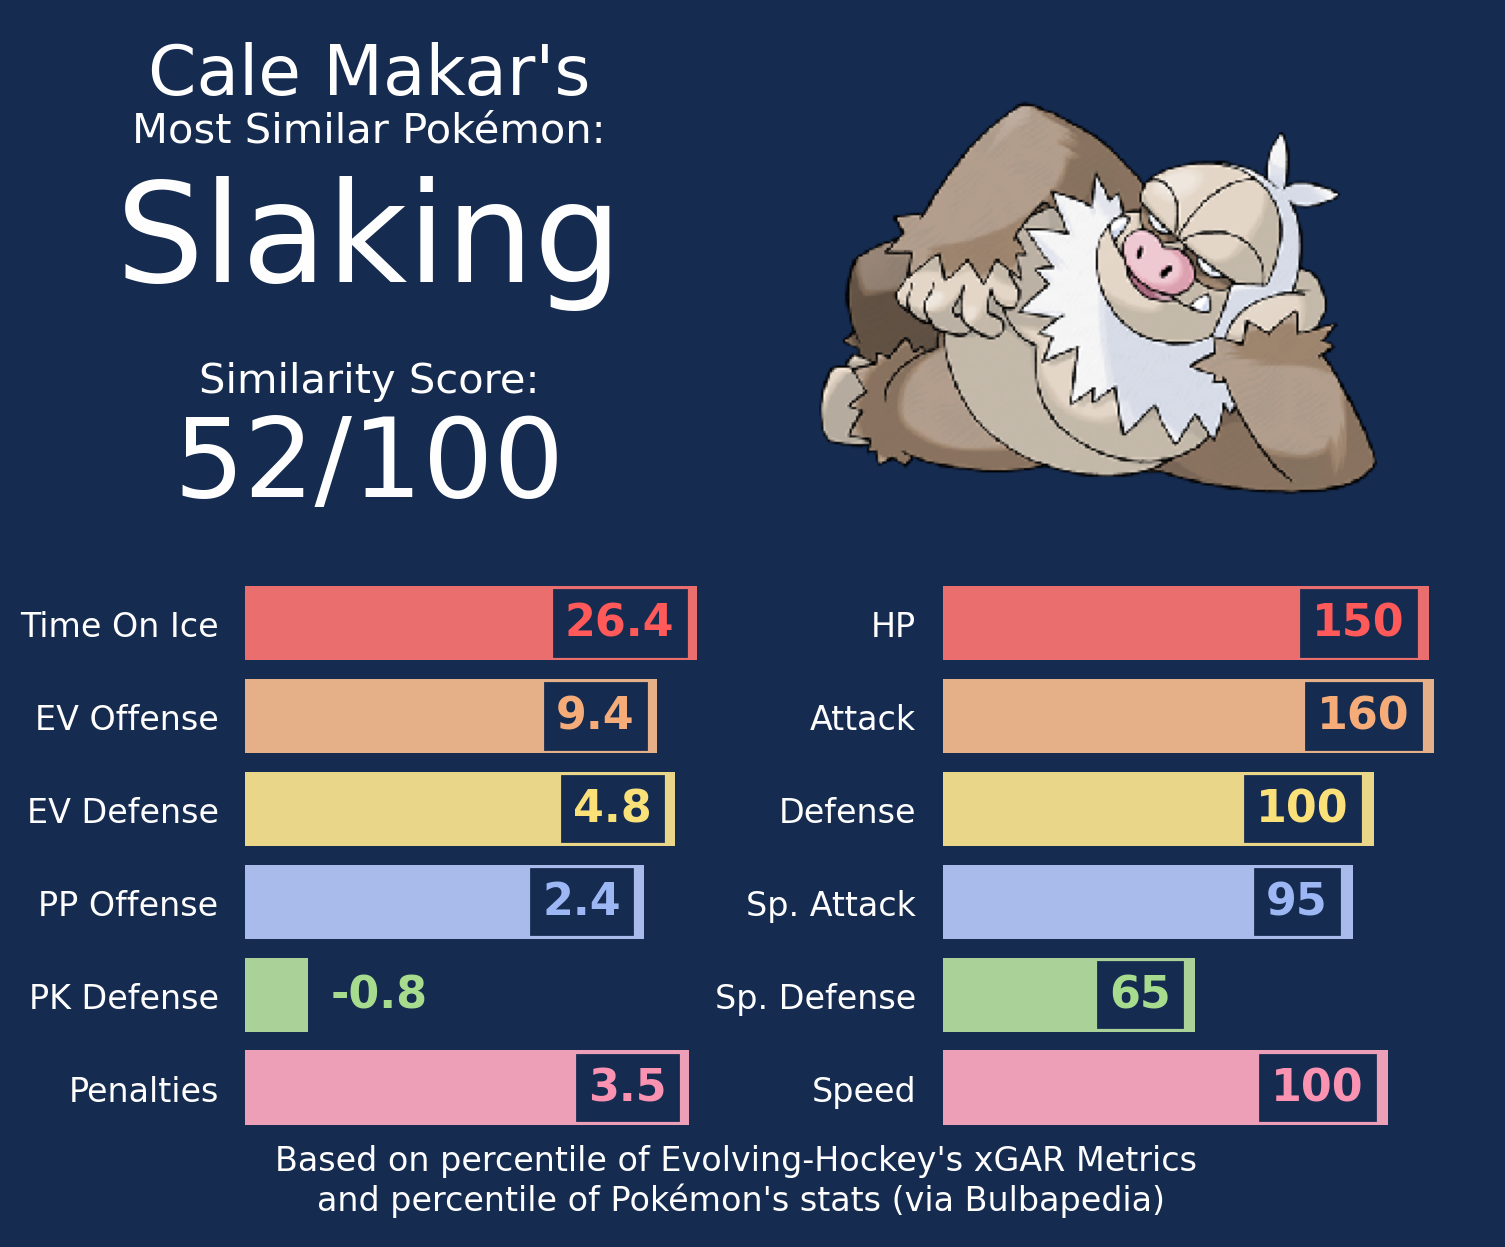 Cale Makar's
Most Similar Pokémon:
Slaking
Similarity Score:
52/100
Time On Ice 26.4
EV Offense 9.4
EV Defense 4.8
PP Offense 2.4
PK Defense -0.8
Penalties 3.5
HP 150
Attack 160
Defense 100
Sp. Attack 95
Sp. Defense 65
Speed 100
Based on percentile of Evolving-Hockey's xGAR Metrics
and percentile of Pokémon's stats (via Bulbapedia)